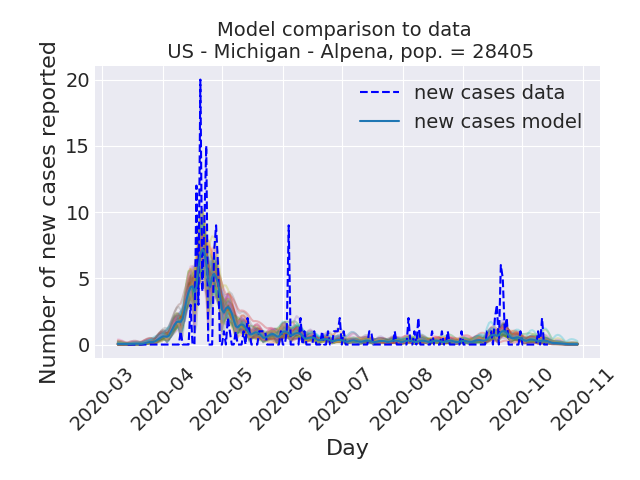 Model comparison to data
US - Michigan - Alpena, pop. = 28405
new cases data
new cases model
Number of new cases reported
20
15
10
5
0
2020-03
2020-04
2020-05
2020-06
2020-07
2020-08
2020-09
2020-10
2020-11
Day